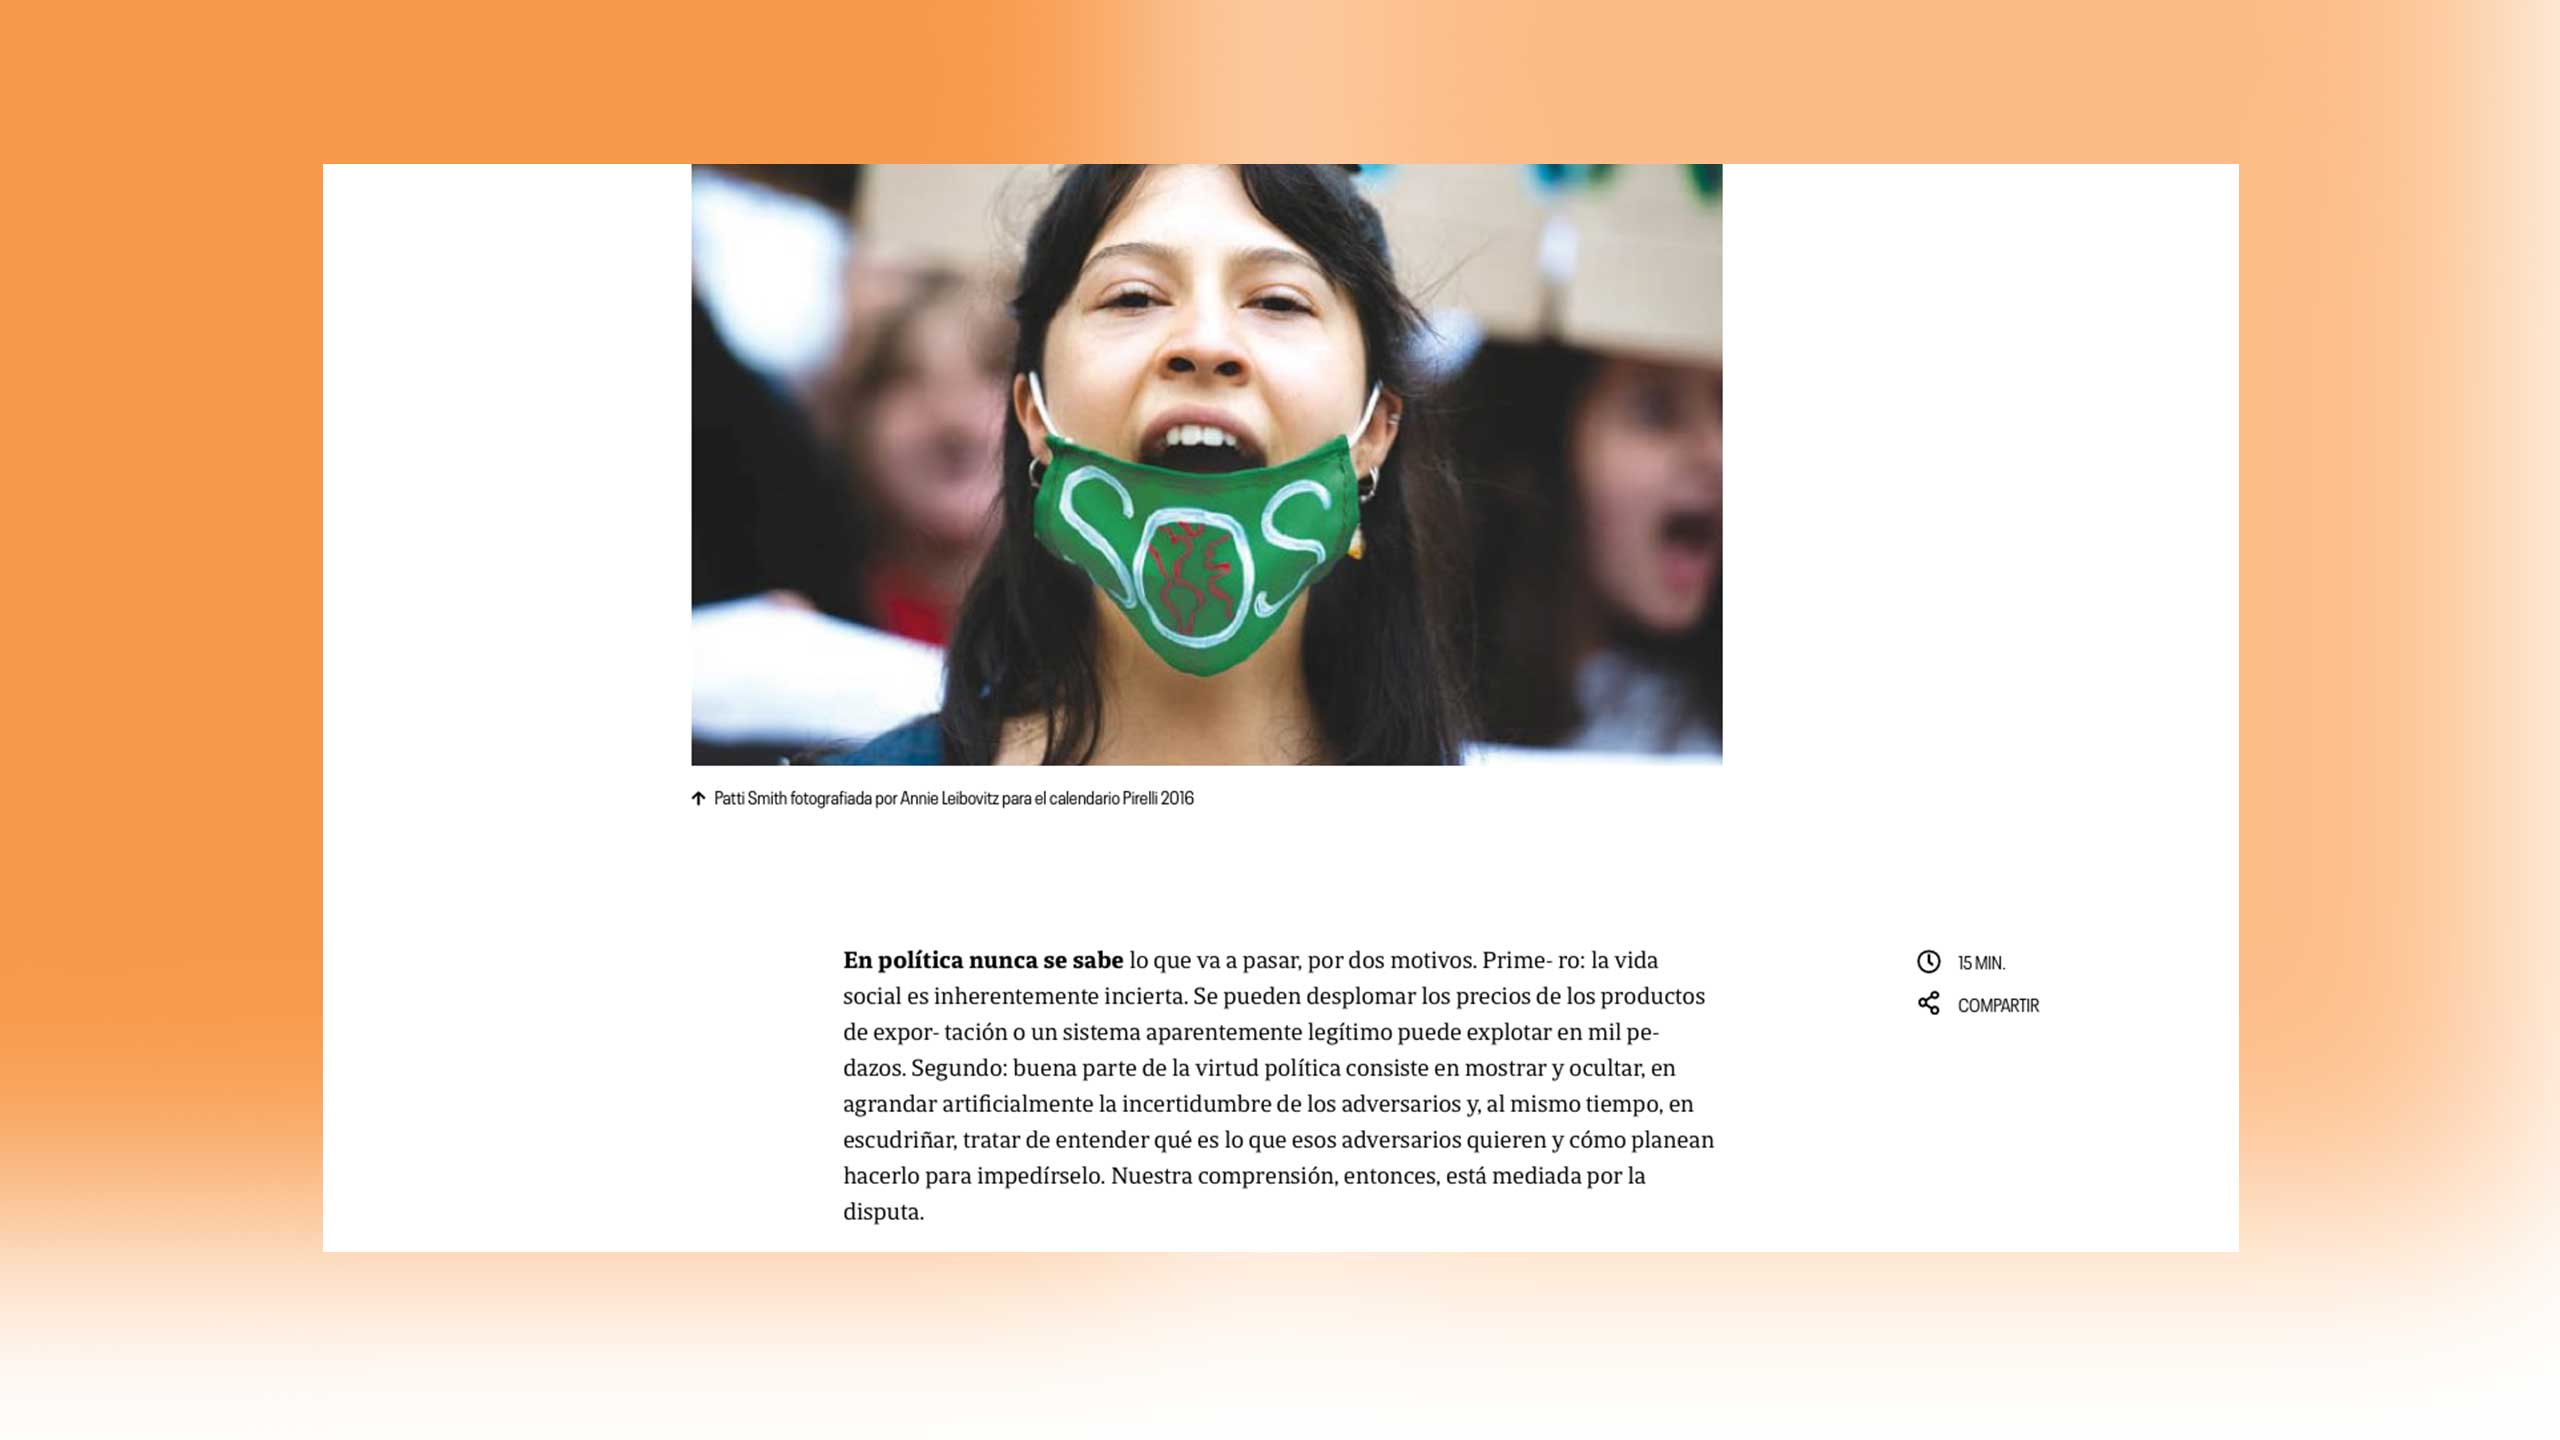 SOS
Patti Smith fotografiada por Annie Leibovitz para el calendario Pirelli 2016
En política nunca se sabe lo que va a pasar, por dos motivos. Prime- ro: la vida
social es inherentemente incierta. Se pueden desplomar los precios de los productos
de expor- tación o un sistema aparentemente legítimo puede explotar en mil pe-
dazos. Segundo: buena parte de la virtud política consiste en mostrar y ocultar, en
agrandar artificialmente la incertidumbre de los adversarios y, al mismo tiempo, en
escudriñar, tratar de entender qué es lo que esos adversarios quieren y cómo planean
hacerlo para impedírselo. Nuestra comprensión, entonces, está mediada por la
disputa.
15 MIN.
COMPARTIR